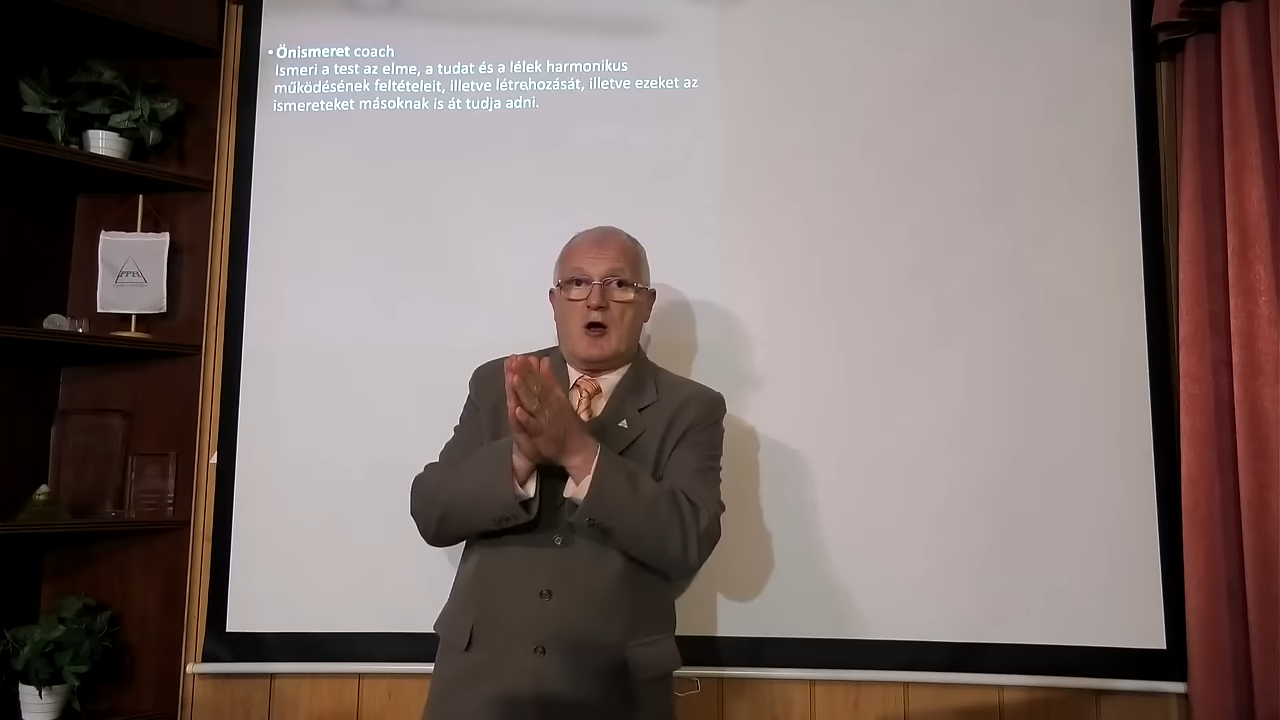 • Önismeret coach
Ismeri a test az elme, a tudat és a lélek harmonikus
működésének feltételeit, illetve létrehozását, illetve ezeket az
ismereteket másoknak is át tudja adni.